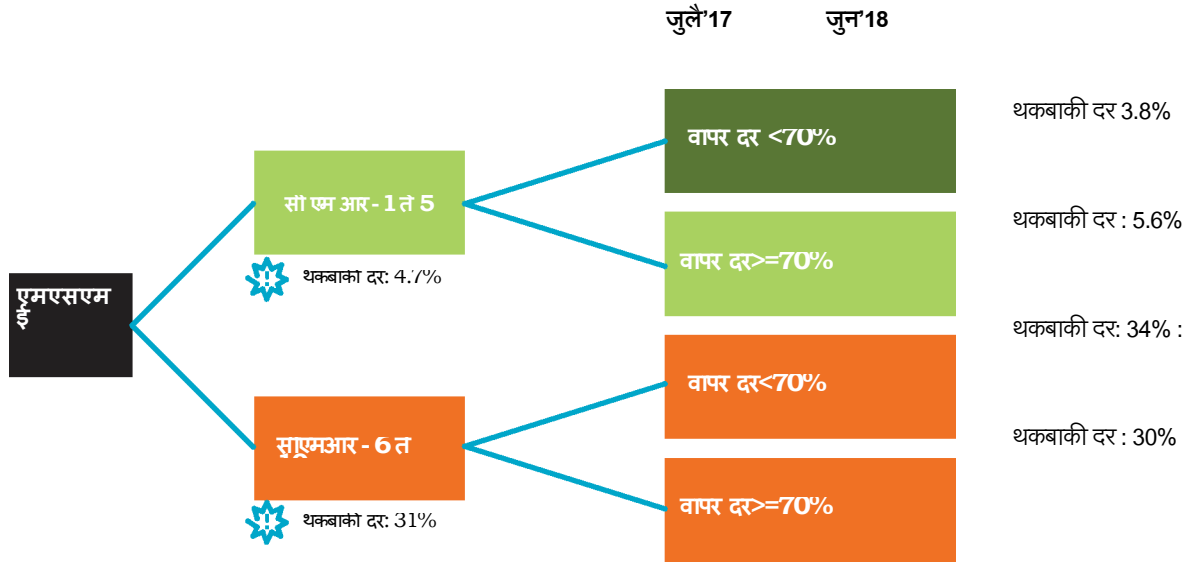 जुलै’17 जुन’18
थकबाकी दर 3.8%
वापर दर <70%
सी एम आर - 1 ते 5
थकबाकी दर : 5.6%
वापर दर>=70%
थकबाकी दर: 4.7%
एमएसएम
ई
थकबाकी दर: 34% :
वापर दर<70%
थकबाकी दर : 30%
सीएमआर - 6 त
वापर दर>=70%
थकबाकी दर: 31%